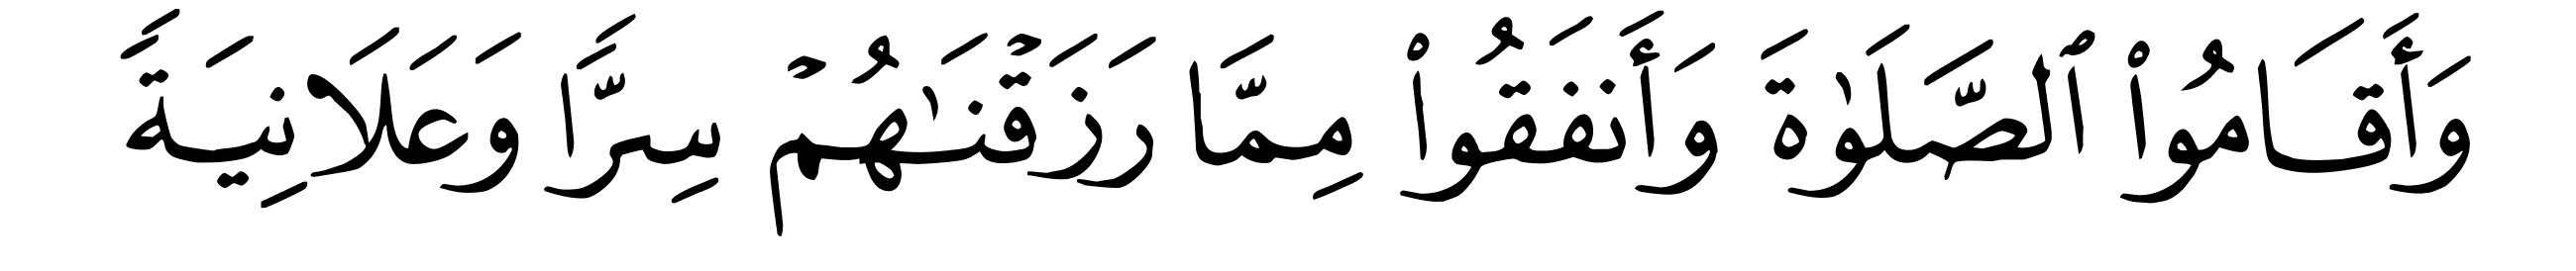 وَأَقَامُوا۟ ٱلصَّلَوٰةَ وَأَنفَقُوا۟ مِمَّا رَزَقْنَـٰهُمْ سِرًّا وَعَلَانِيَةً